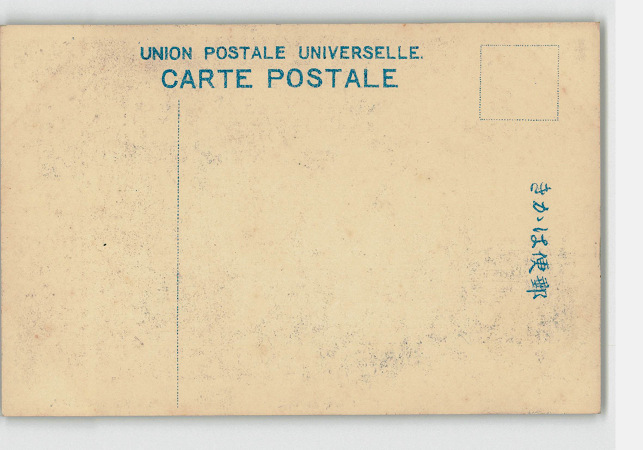 UNION POSTALE UNIVERSELLE.
CARTE POSTALE
きかは便郵